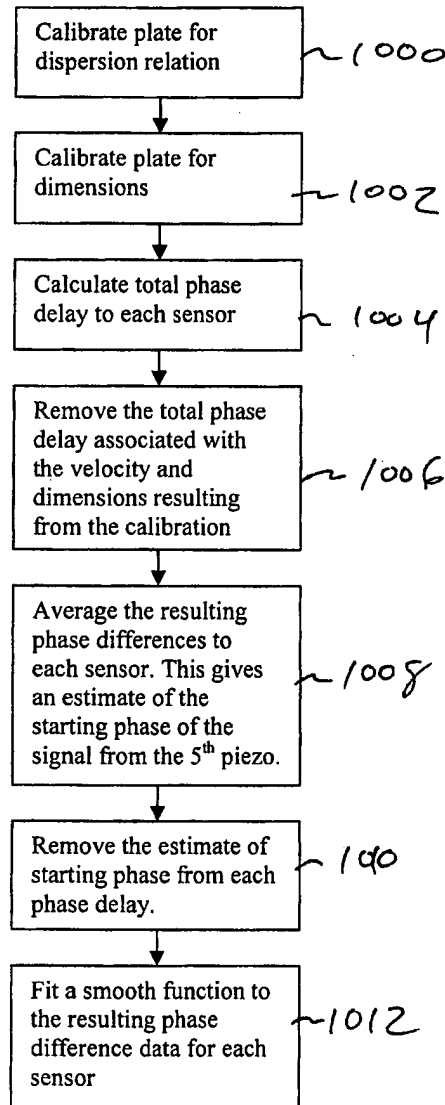 Calibrate plate for
dispersion relation
1000
Calibrate plate for
dimensions
1002
Calculate total phase
delay to each sensor
1004
Remove the total phase
delay associated with
the velocity and
dimensions resulting
from the calibration
1006
Average the resulting
phase differences to
each sensor. This gives
an estimate of the
starting phase of the
signal from the 5th piezo.
1008
Remove the estimate of
starting phase from each
phase delay.
1010
Fit a smooth function to
the resulting phase
difference data for each
sensor
1012